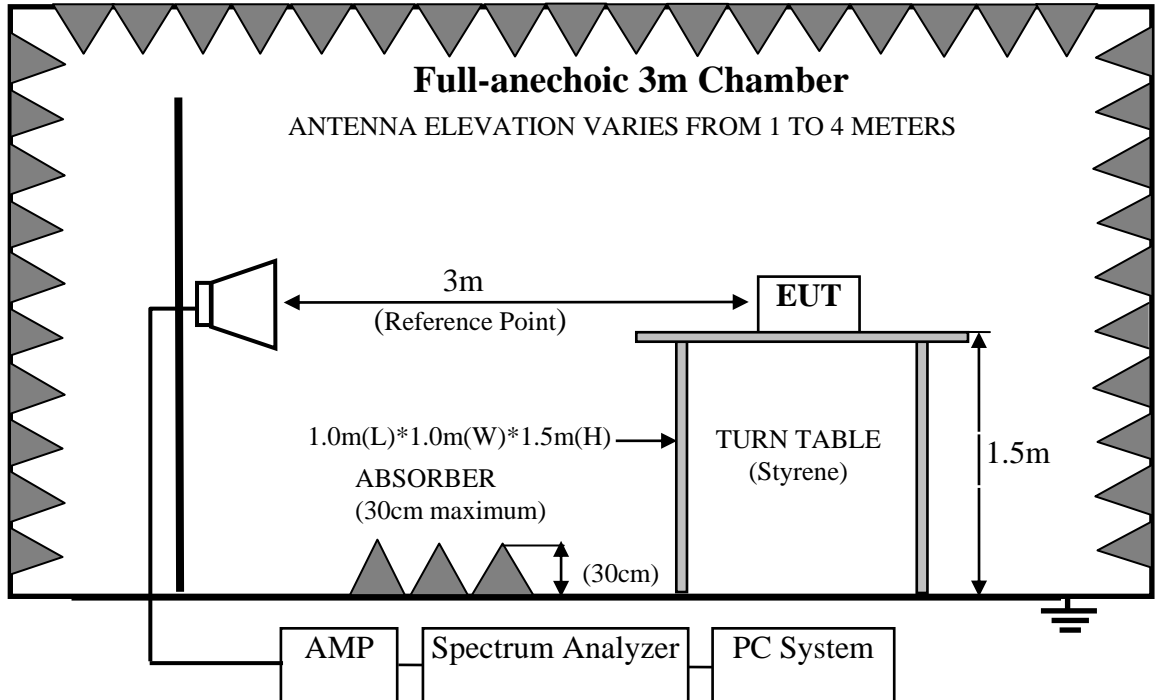 Full-anechoic 3m Chamber
ANTENNA ELEVATION VARIES FROM 1 TO 4 METERS
3m
(Reference Point)
EUT
1.0m(L)*1.0m(W)*1.5m(H)
TURN TABLE
(Styrene)
1.5m
ABSORBER
(30cm maximum)
(30cm)
AMP
Spectrum Analyzer
PC System